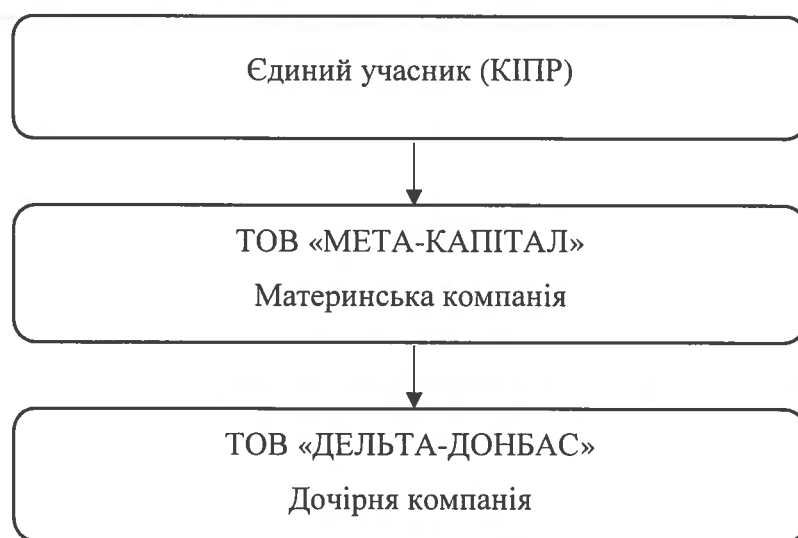 Єдиний учасник (КІПР)
ТОВ «МЕТА-КАПІТАЛ»
Материнська компанія
ТОВ «ДЕЛЬТА-ДОНБАС»
Дочірня компанія